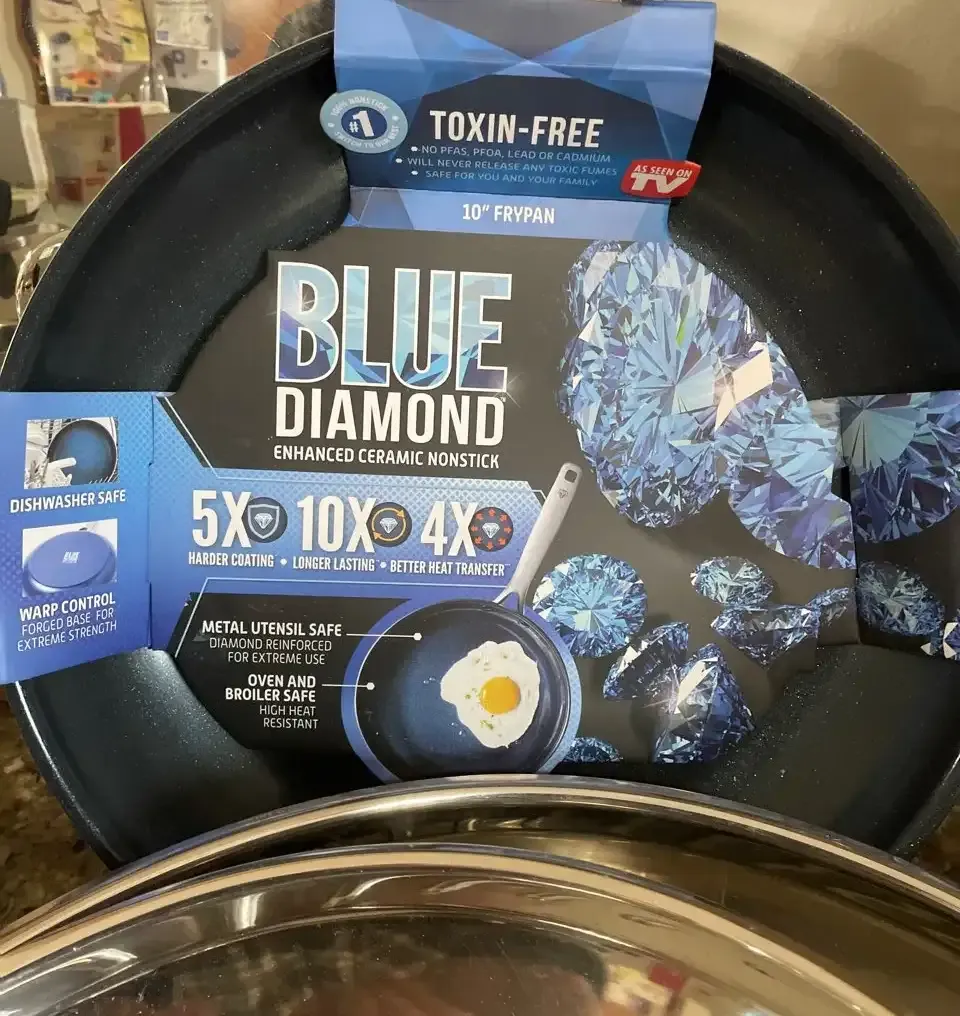 100% NONSTICK
#1
TOXIN-FREE
• NO PFAS, PFOA, LEAD OR CADMIUM
• WILL NEVER RELEASE ANY TOXIC FUMES
• SAFE FOR YOU AND YOUR FAMILY
AS SEEN ON
TV
10" FRYPAN
BLUE
DIAMOND
ENHANCED CERAMIC NONSTICK
5X 10X 4X
HARDER COATING • LONGER LASTING • BETTER HEAT TRANSFER
DISHWASHER SAFE
BLUE
WARP CONTROL
FORGED BASE FOR
EXTREME STRENGTH
METAL UTENSIL SAFE
DIAMOND REINFORCED
FOR EXTREME USE
OVEN AND
BROILER SAFE
HIGH HEAT
RESISTANT